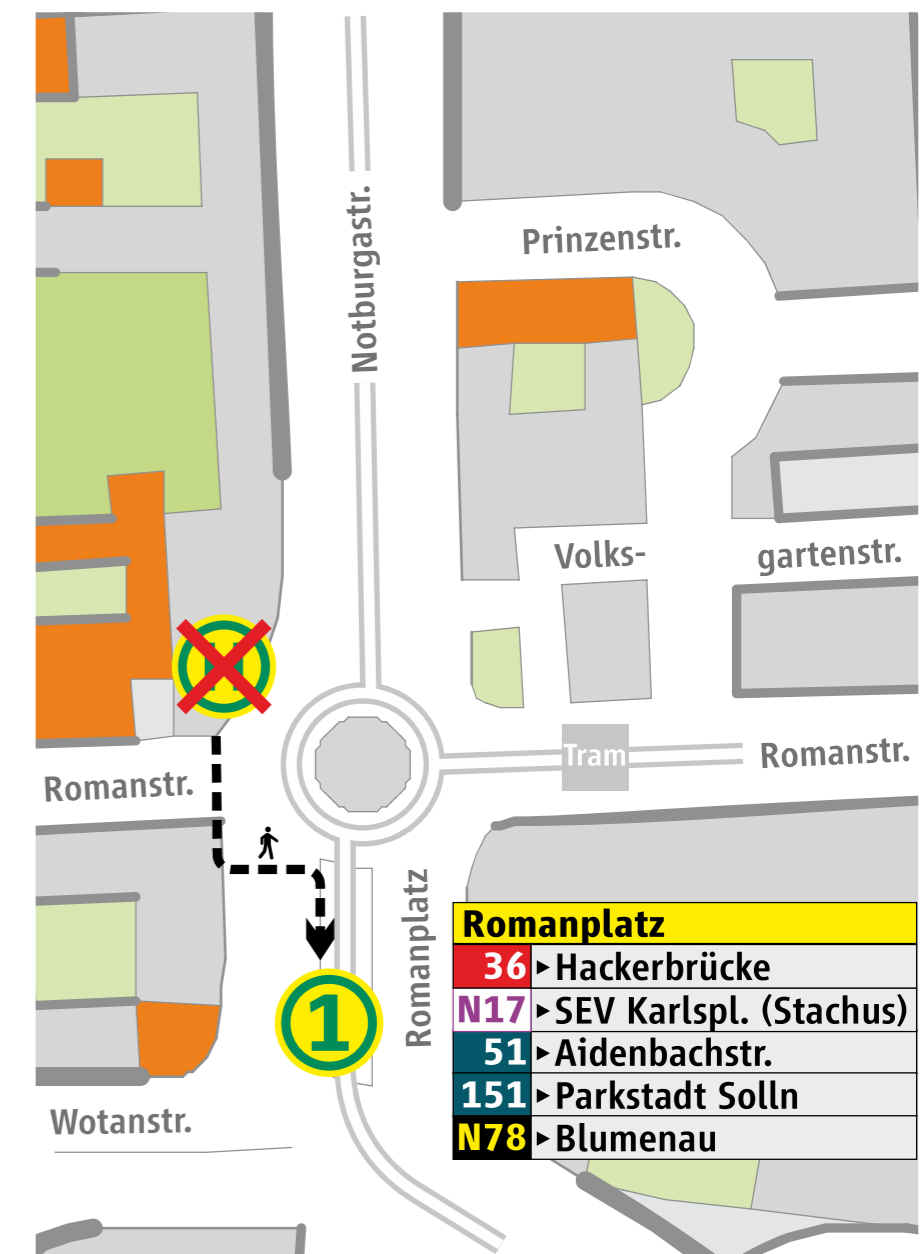 Notburgastr.
Prinzenstr.
Volks-
gartenstr.
H
Tram
Romanstr.
Romanstr.
Romanplatz
1
Wotanstr.
Romanplatz
36 ▸ Hackerbrücke
N17 ▸ SEV Karlspl. (Stachus)
51 ▸ Aidenbachstr.
151 ▸ Parkstadt Solln
N78 ▸ Blumenau